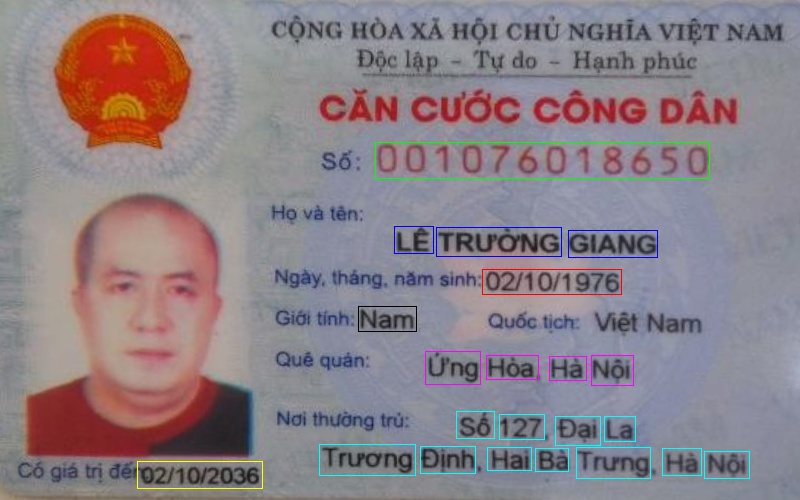 CỘNG HÒA XÃ HỘI CHỦ NGHĨA VIỆT NAM
Độc lập - Tự do - Hạnh phúc
CĂN CƯỚC CÔNG DÂN
Số: 001076018650
Họ và tên:
LÊ TRƯỜNG GIANG
Ngày, tháng, năm sinh: 02/10/1976
Giới tính: Nam Quốc tịch: Việt Nam
Quê quán: Ứng Hòa, Hà Nội
Nơi thường trú: Số 127, Đại La
Trương Định, Hai Bà Trưng, Hà Nội
Có giá trị đến 02/10/2036